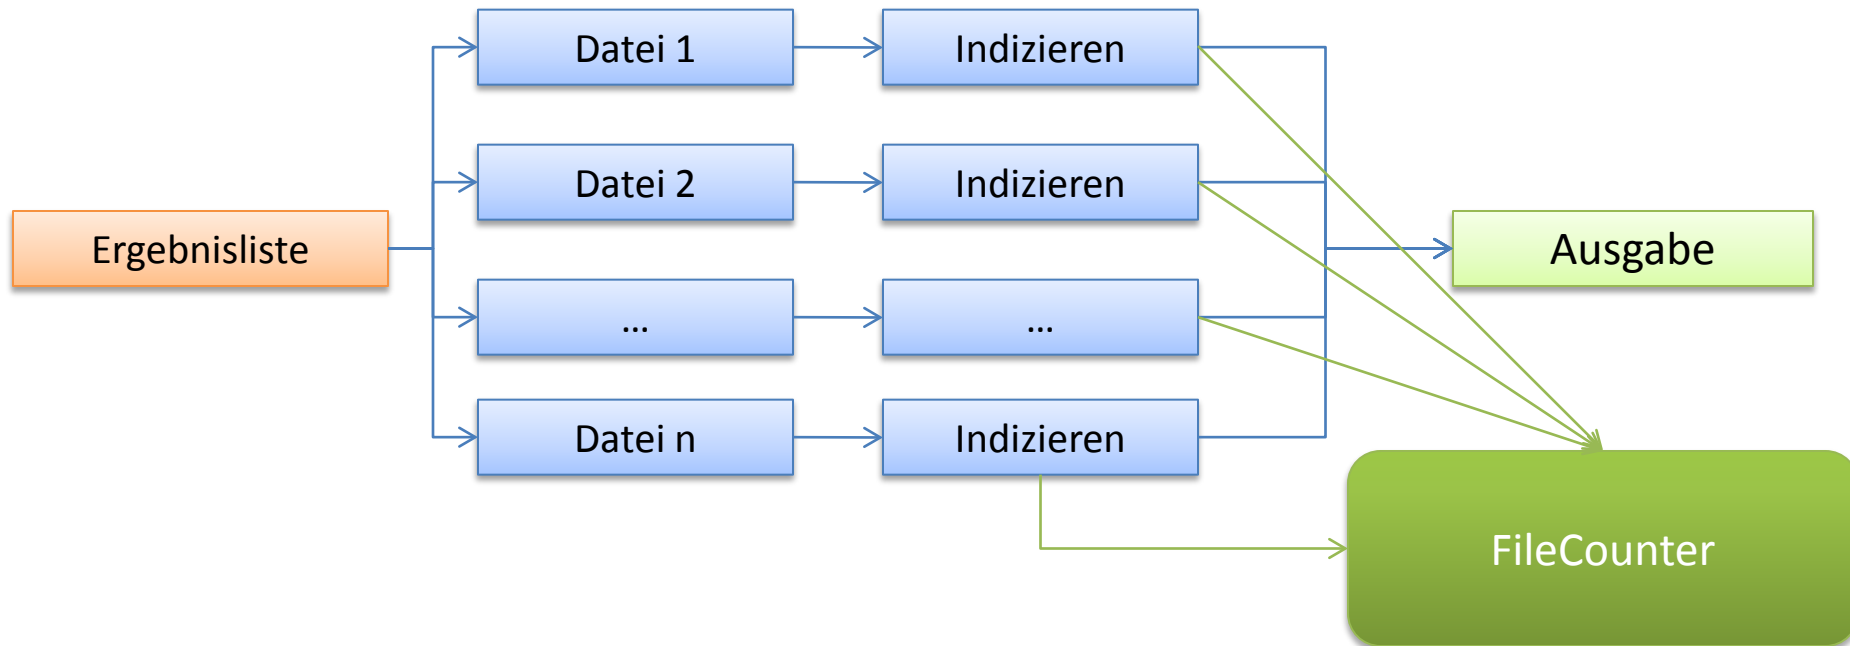 Datei 1
Indizieren
Datei 2
Indizieren
Ergebnisliste
Ausgabe
...
...
Datei n
Indizieren
FileCounter